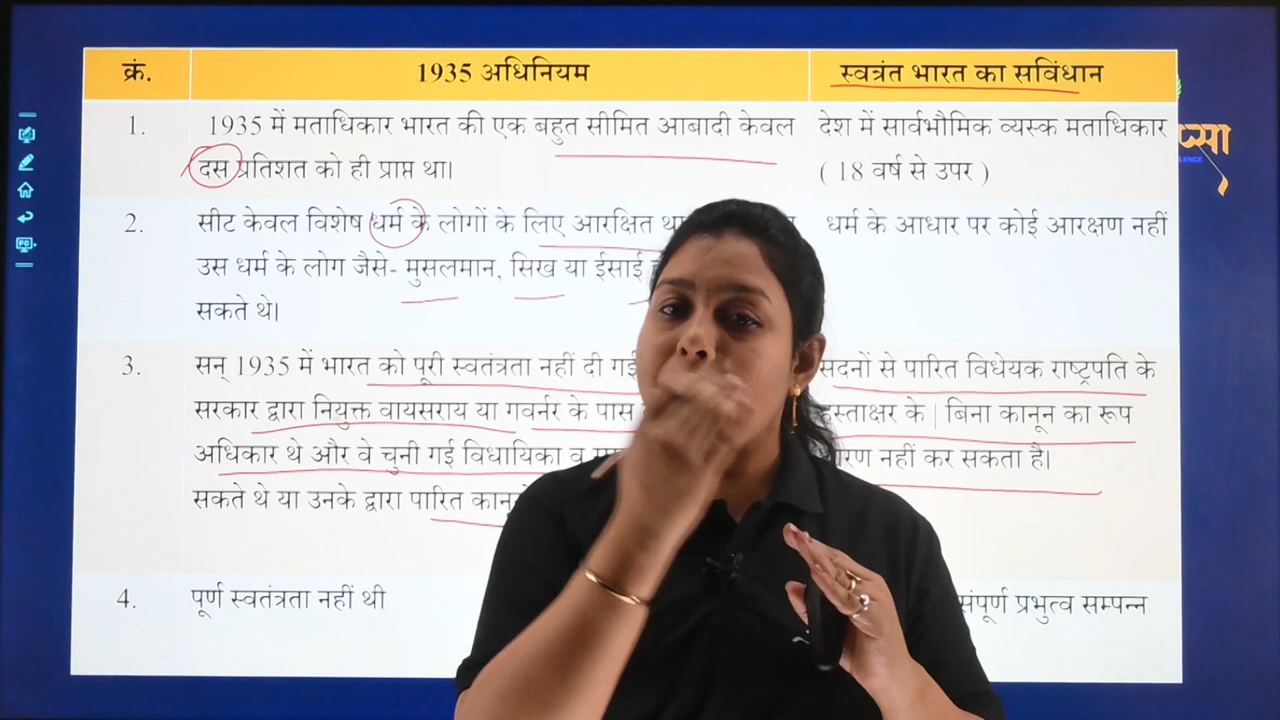 क्रं. 1935 अधिनियम स्वत्रंत भारत का सविंधान
1. 1935 में मताधिकार भारत की एक बहुत सीमित आबादी केवल
दस प्रतिशत को ही प्राप्त था।
देश में सार्वभौमिक व्यस्क मताधिकार
( 18 वर्ष से उपर )
2. सीट केवल विशेष धर्म के लोगों के लिए आरक्षित
उस धर्म के लोग जैसे- मुसलमान, सिख या ईसाई
सकते थे।
धर्म के आधार पर कोई आरक्षण नहीं
3. सन् 1935 में भारत को पूरी स्वतंत्रता नहीं दी
सरकार द्वारा नियुक्त वायसराय या गवर्नर के पास
अधिकार थे और वे चुनी गई विधायिका व
सकते थे या उनके द्वारा पारित
सदनों से पारित विधेयक राष्ट्रपति के
हस्ताक्षर के | बिना कानून का रूप
नहीं कर सकता है।
4. पूर्ण स्वतंत्रता नहीं थी
संपूर्ण प्रभुत्व सम्पन्न